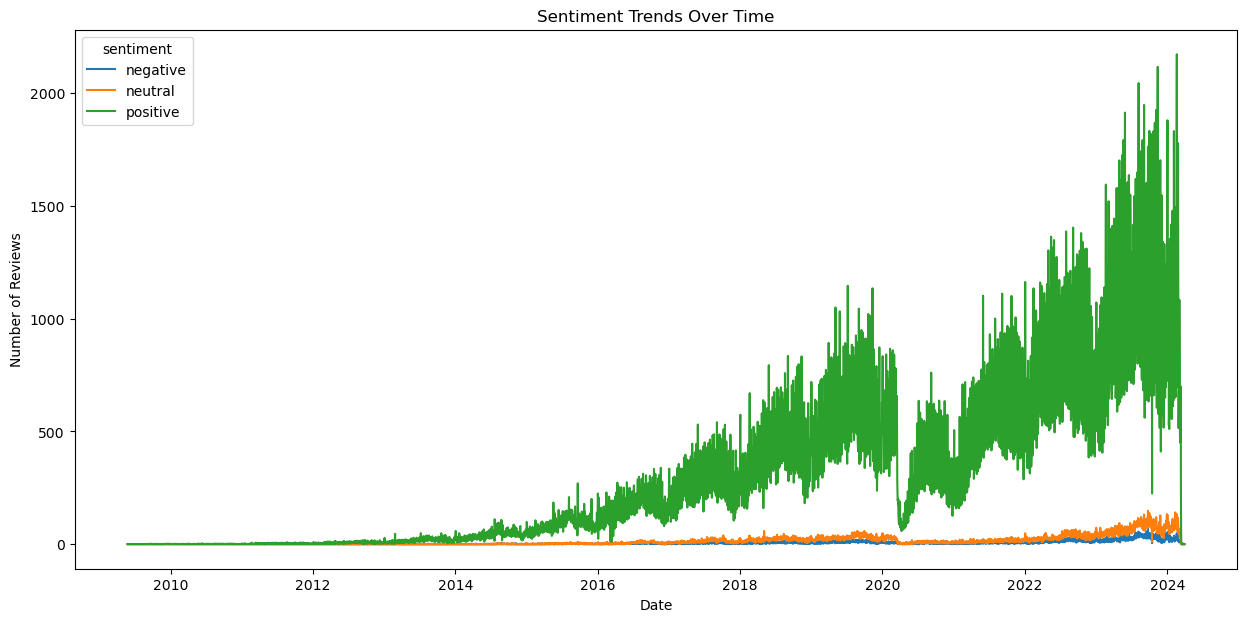 Sentiment Trends Over Time
sentiment
negative
neutral
positive
Number of Reviews
2000
1500
1000
500
0
2010 2012 2014 2016 2018 2020 2022 2024
Date